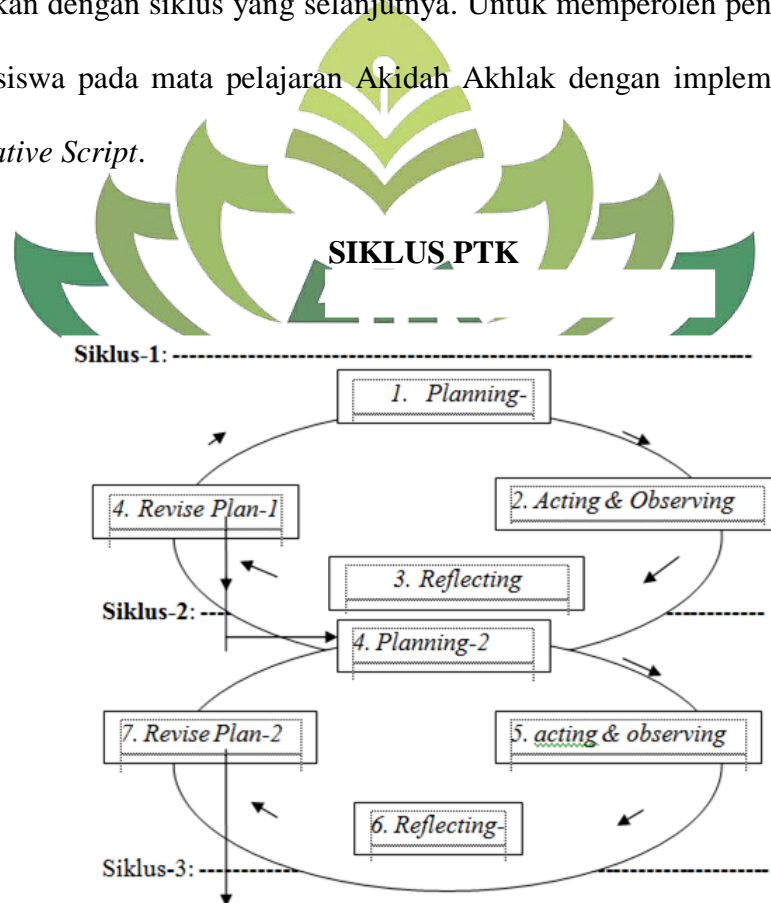 kan dengan siklus yang selanjutnya. Untuk memperoleh pen
siswa pada mata pelajaran Akidah Akhlak dengan implem
ative Script.
SIKLUS PTK
Siklus-1:
1. Planning-
4. Revise Plan-1
2. Acting & Observing
3. Reflecting
Siklus-2:
4. Planning-2
7. Revise Plan-2
5. acting & observing
6. Reflecting-
Siklus-3: